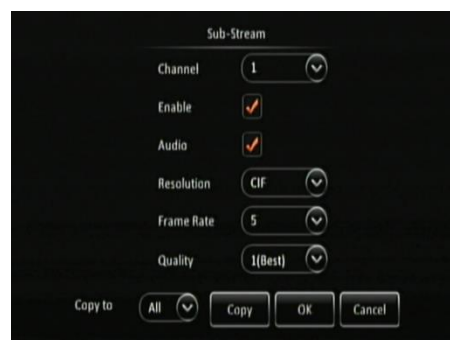 Sub-Stream
Channel 1
Enable
Audio
Resolution CIF
Frame Rate 5
Quality 1(Best)
Copy to All Copy OK Cancel